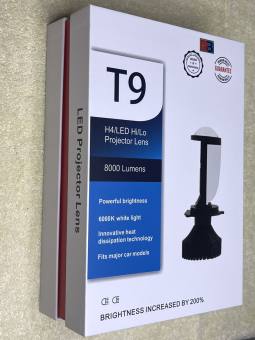 LED Projector Lens
T9
H4/LED Hi/Lo
Projector Lens
8000 Lumens
Powerful brightness
6000K white light
Innovative heat
dissipation technology
Fits major car models
GUARANTEE
BRIGHTNESS INCREASED BY 200%